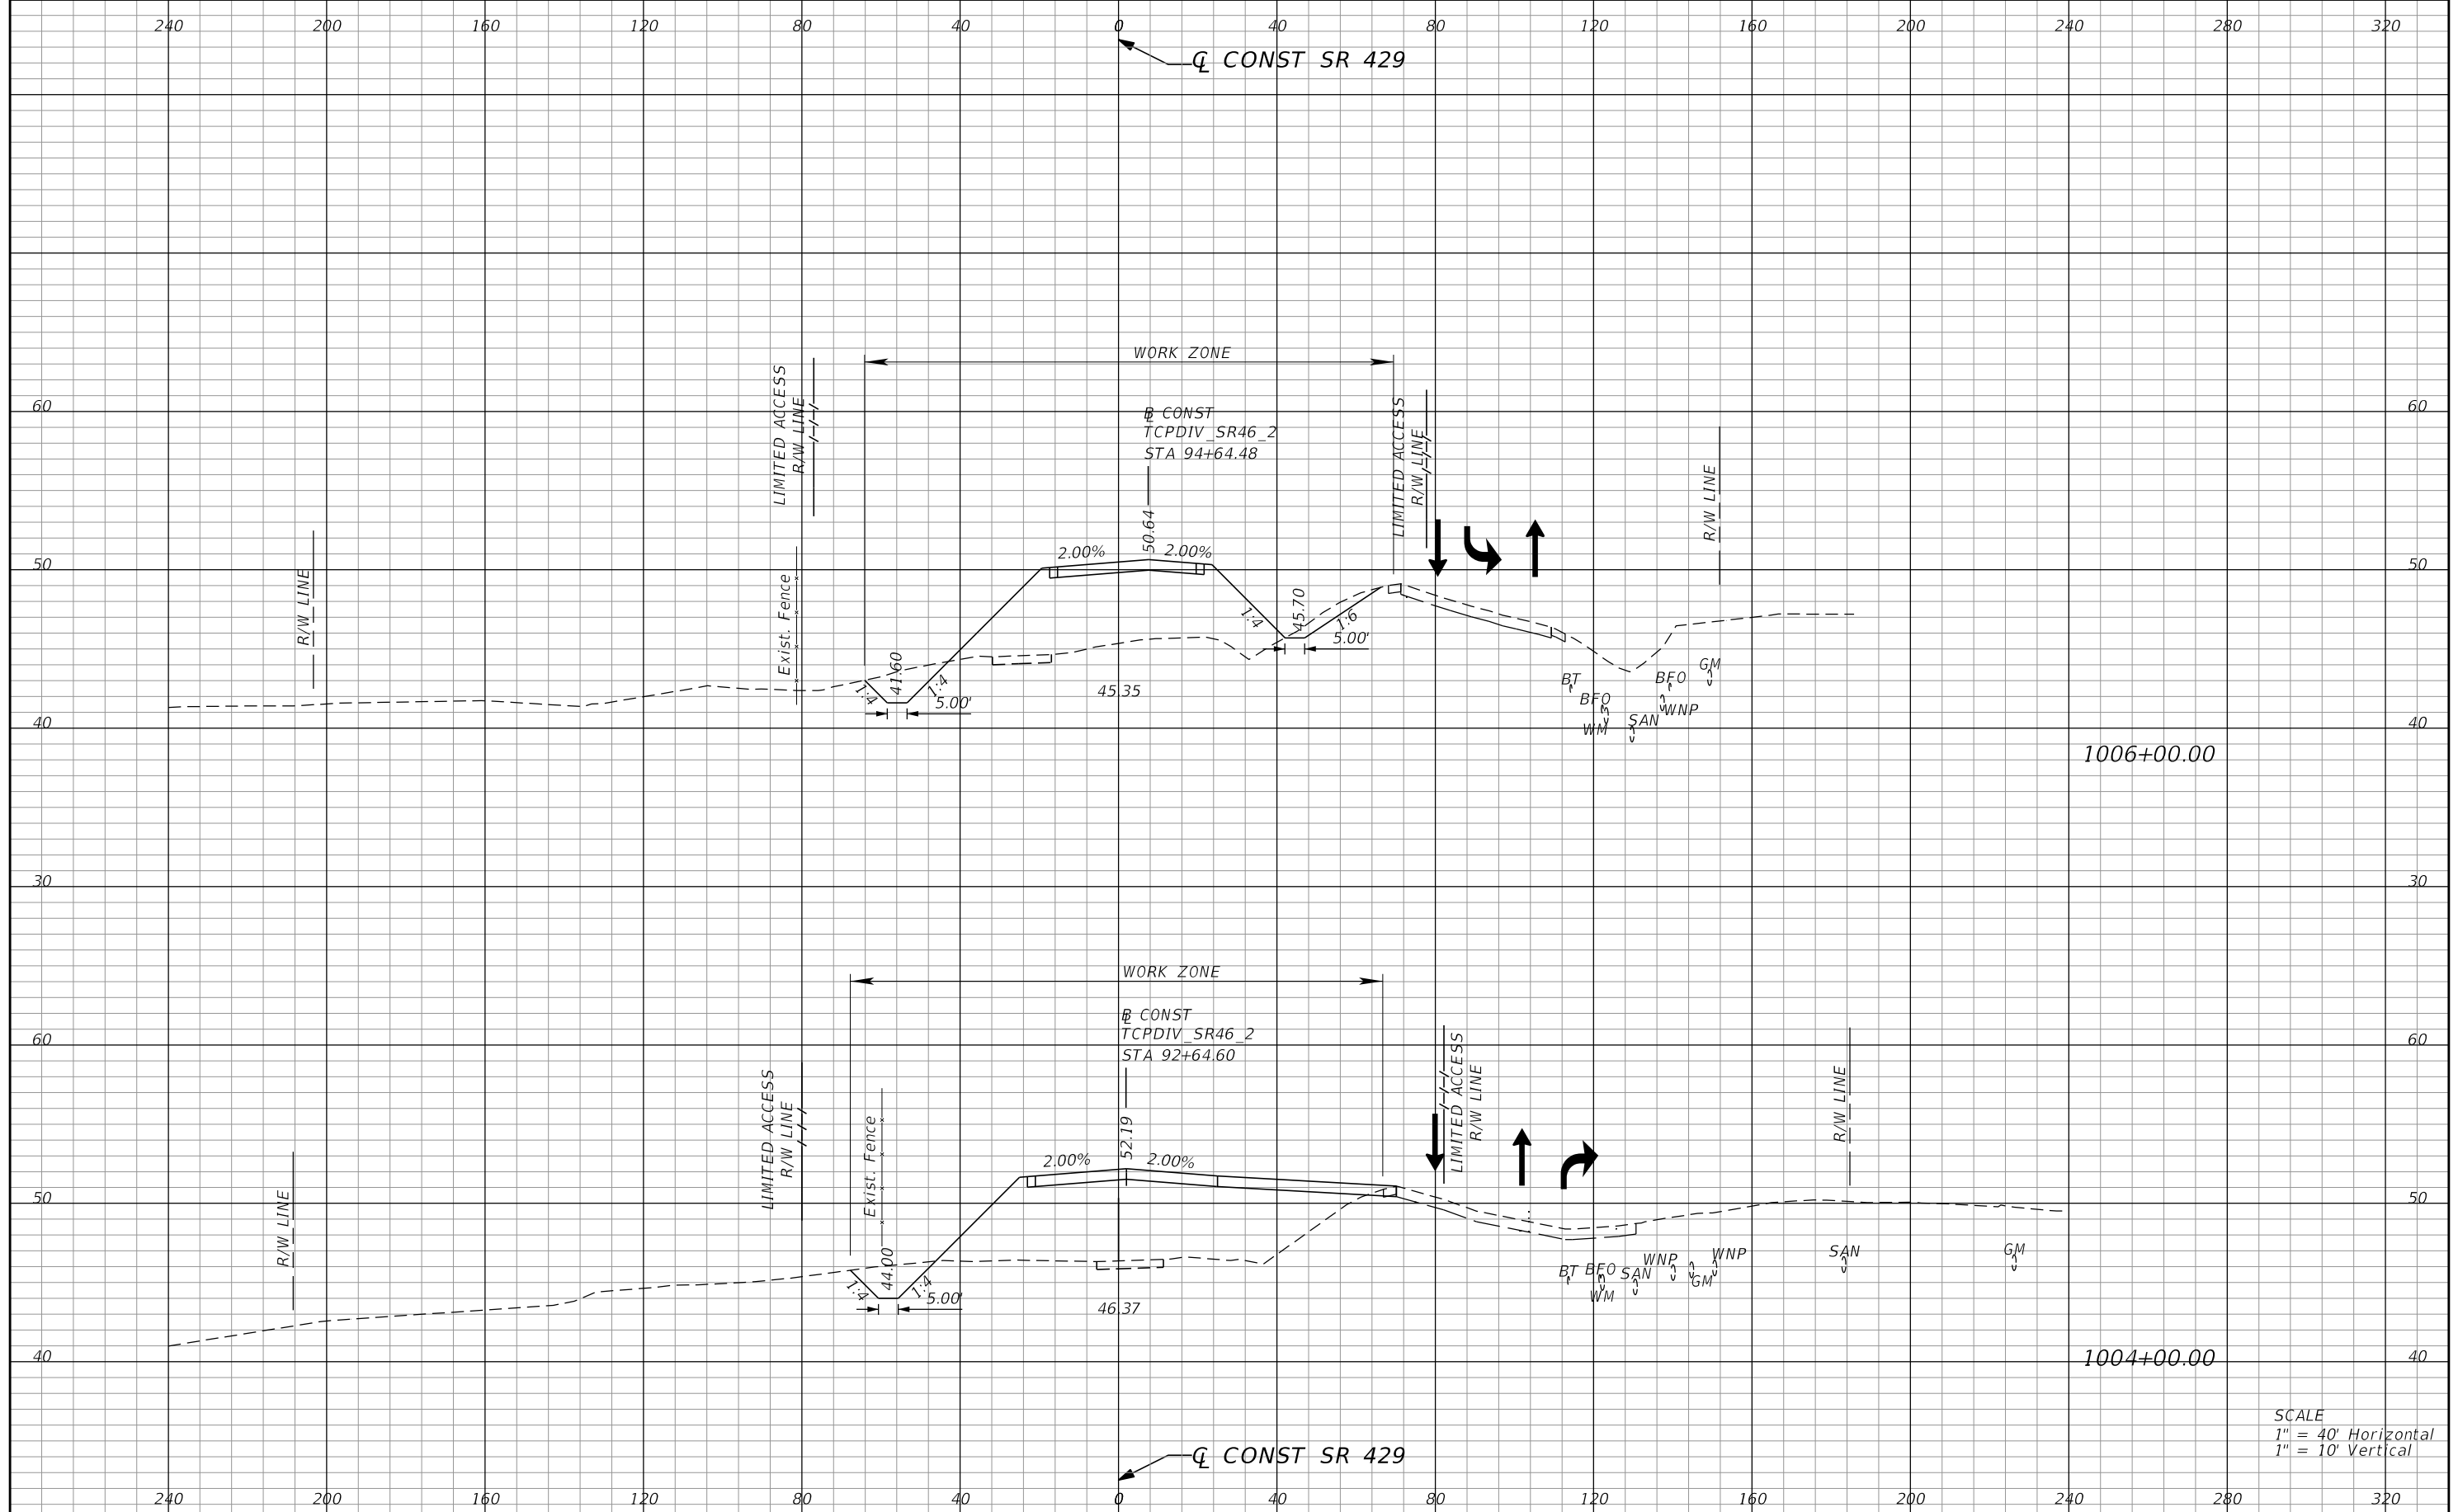 240 200 160 120 80 40 0 40 80 120 160 200 240 280 320
℄ CONST SR 429
WORK ZONE
LIMITED ACCESS
R/W LINE
60
60
BL CONST
TCPDIV_SR46_2
STA 94+64.48
LIMITED ACCESS
R/W LINE
R/W LINE
R/W LINE
Exist. Fence
50
2.00%
50.64
2.00%
50
45.70
1:4
1:6
5.00'
41.60
1:4
1:4
5.00'
45.35
BT
BFO
WM
SAN
BFO
WNP
GM
40
40
1006+00.00
30
30
WORK ZONE
60
60
BL CONST
TCPDIV_SR46_2
STA 92+64.60
LIMITED ACCESS
R/W LINE
LIMITED ACCESS
R/W LINE
R/W LINE
R/W LINE
Exist. Fence
50
2.00%
52.19
2.00%
50
44.00
1:4
1:4
5.00'
46.37
BT
BFO
WM
SAN
WNP
GM
WNP
SAN
GM
40
40
1004+00.00
SCALE
1" = 40' Horizontal
1" = 10' Vertical
℄ CONST SR 429
240 200 160 120 80 40 0 40 80 120 160 200 240 280 320